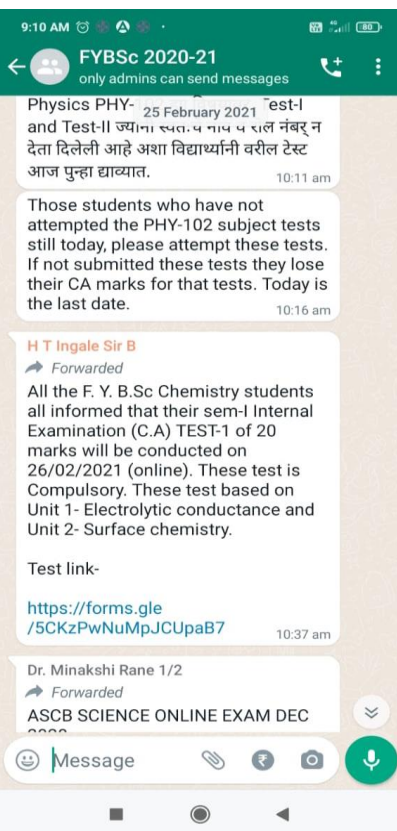 9:10 AM
80
FYBSc 2020-21
only admins can send messages
25 February 2021
Physics PHY-
and Test-II ज्यांनी स्वतःचे नाव व रोल नंबर न
देता दिलेली आहे अशा विद्यार्थ्यांनी वरील टेस्ट
आज पुन्हा द्याव्यात.
10:11 am
Those students who have not
attempted the PHY-102 subject tests
still today, please attempt these tests.
If not submitted these tests they lose
their CA marks for that tests. Today is
the last date.
10:16 am
H T Ingale Sir B
Forwarded
All the F. Y. B.Sc Chemistry students
all informed that their sem-I Internal
Examination (C.A) TEST-1 of 20
marks will be conducted on
26/02/2021 (online). These test is
Compulsory. These test based on
Unit 1- Electrolytic conductance and
Unit 2- Surface chemistry.
Test link-
https://forms.gle
/5CKzPwNuMpJCUpaB7
10:37 am
Dr. Minakshi Rane 1/2
Forwarded
ASCB SCIENCE ONLINE EXAM DEC
Message